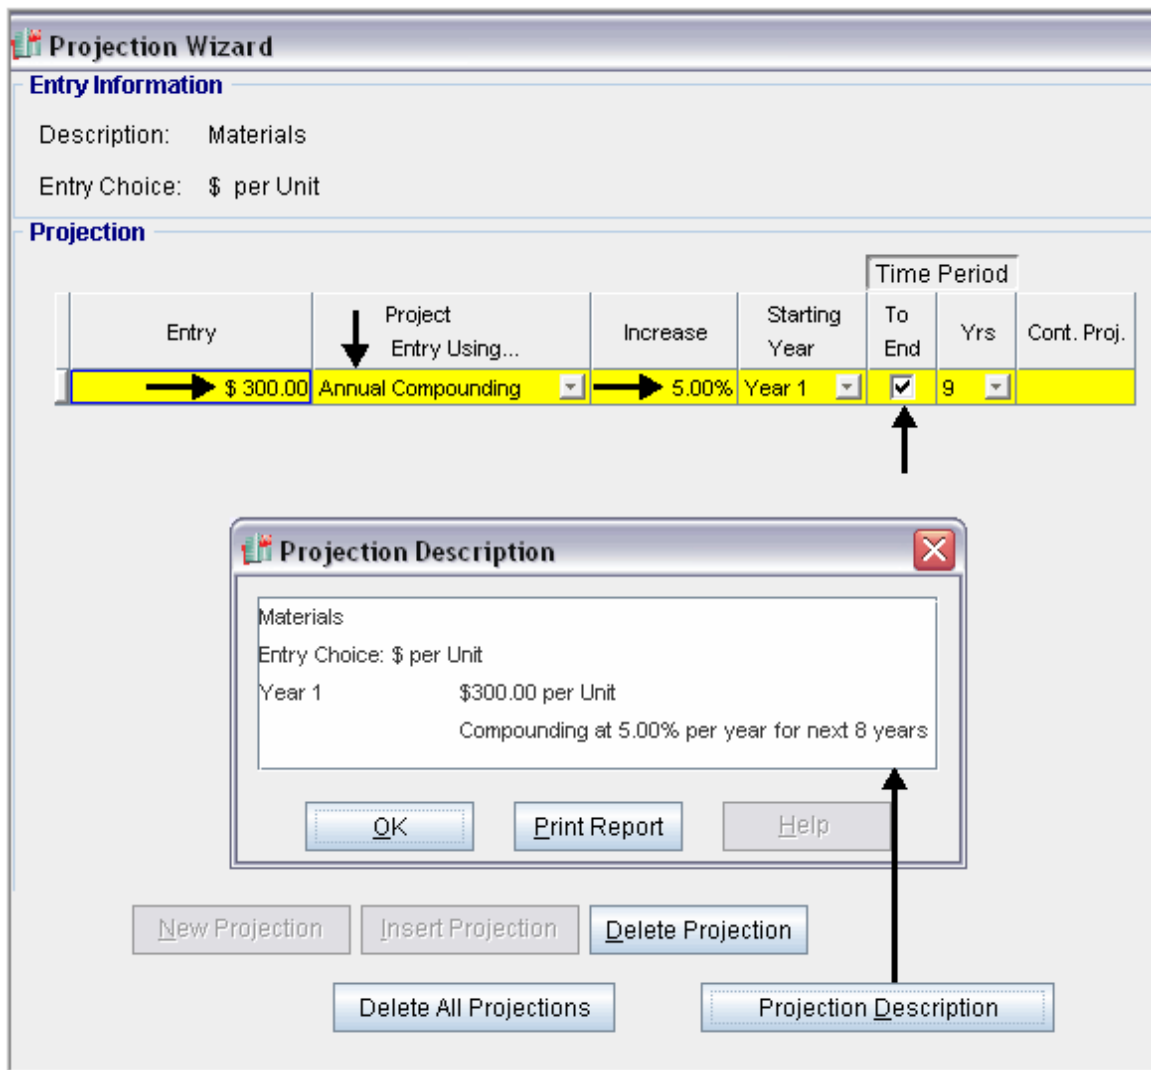 Projection Wizard
Entry Information
Description: Materials
Entry Choice: $ per Unit
Projection
Time Period
Entry
Project
Entry Using...
Increase
Starting
Year
To
End
Yrs
Cont. Proj.
$ 300.00 Annual Compounding 5.00% Year 1 9
Projection Description
Materials
Entry Choice: $ per Unit
Year 1 $300.00 per Unit
Compounding at 5.00% per year for next 8 years
OK Print Report Help
New Projection Insert Projection Delete Projection
Delete All Projections Projection Description